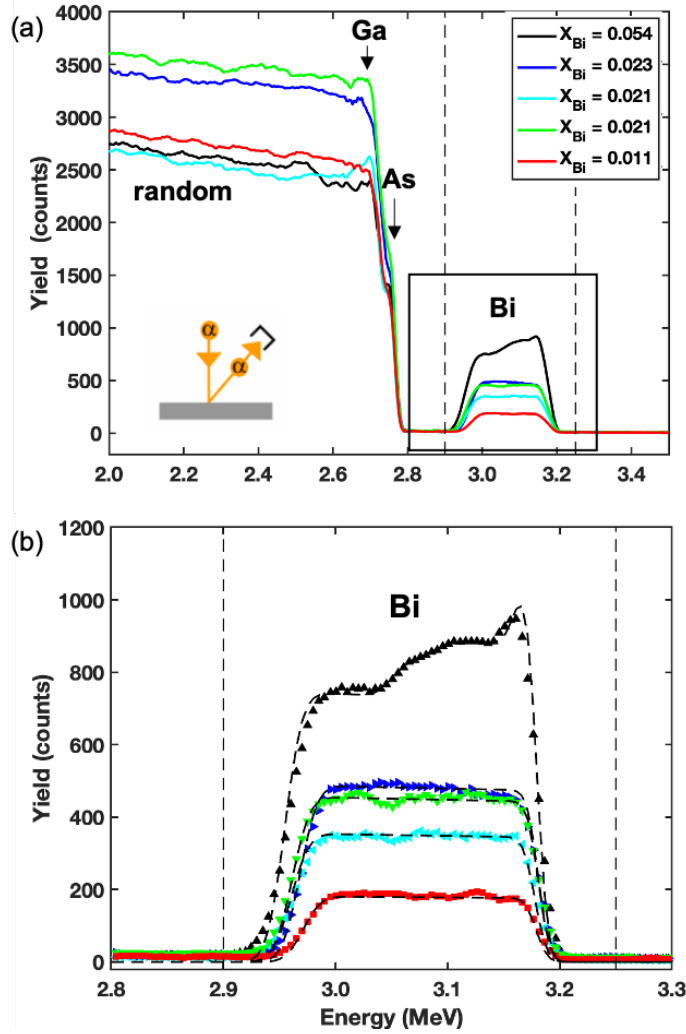 (a)
Ga
As
random
Bi
α
α
X_Bi = 0.054
X_Bi = 0.023
X_Bi = 0.021
X_Bi = 0.021
X_Bi = 0.011
Yield (counts)
4000
3500
3000
2500
2000
1500
1000
500
0
2.0 2.2 2.4 2.6 2.8 3.0 3.2 3.4
(b)
Bi
Yield (counts)
1200
1000
800
600
400
200
0
2.8 2.9 3.0 3.1 3.2 3.3
Energy (MeV)